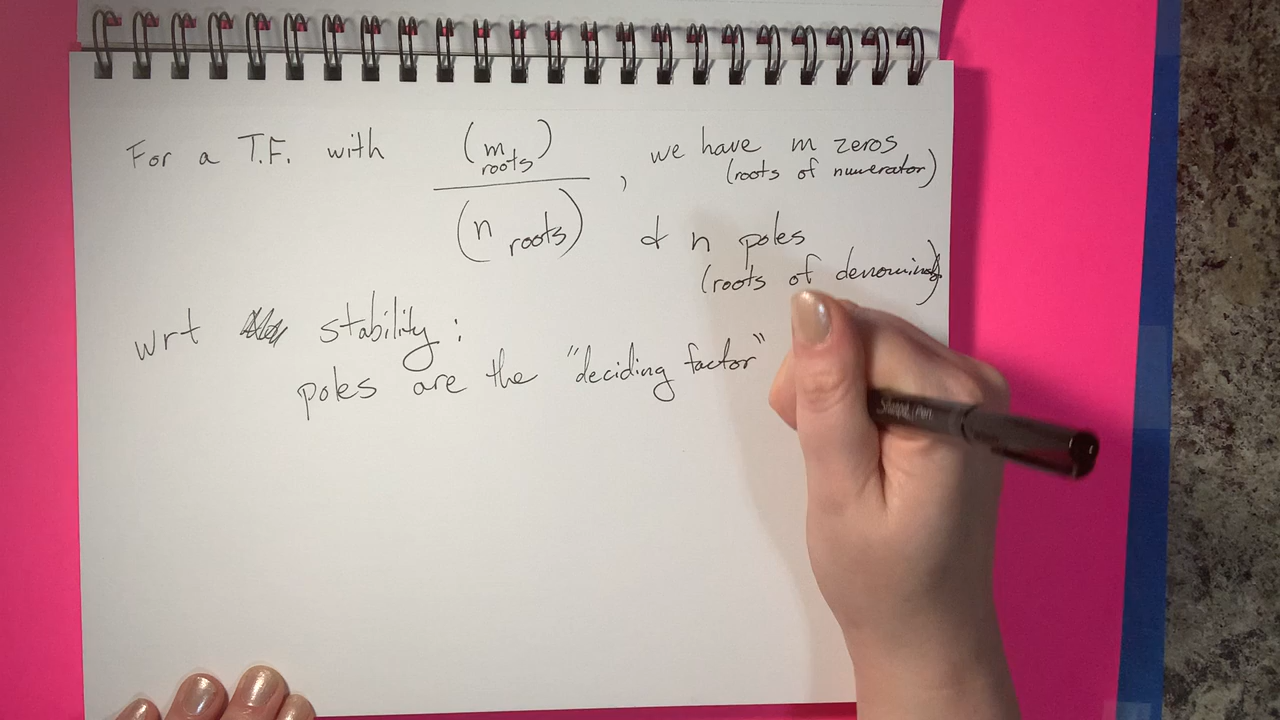 For a T.F. with (m roots) / (n roots), we have m zeros
(roots of numerator)
& n poles
(roots of denominator)
wrt stability:
poles are the "deciding factor"